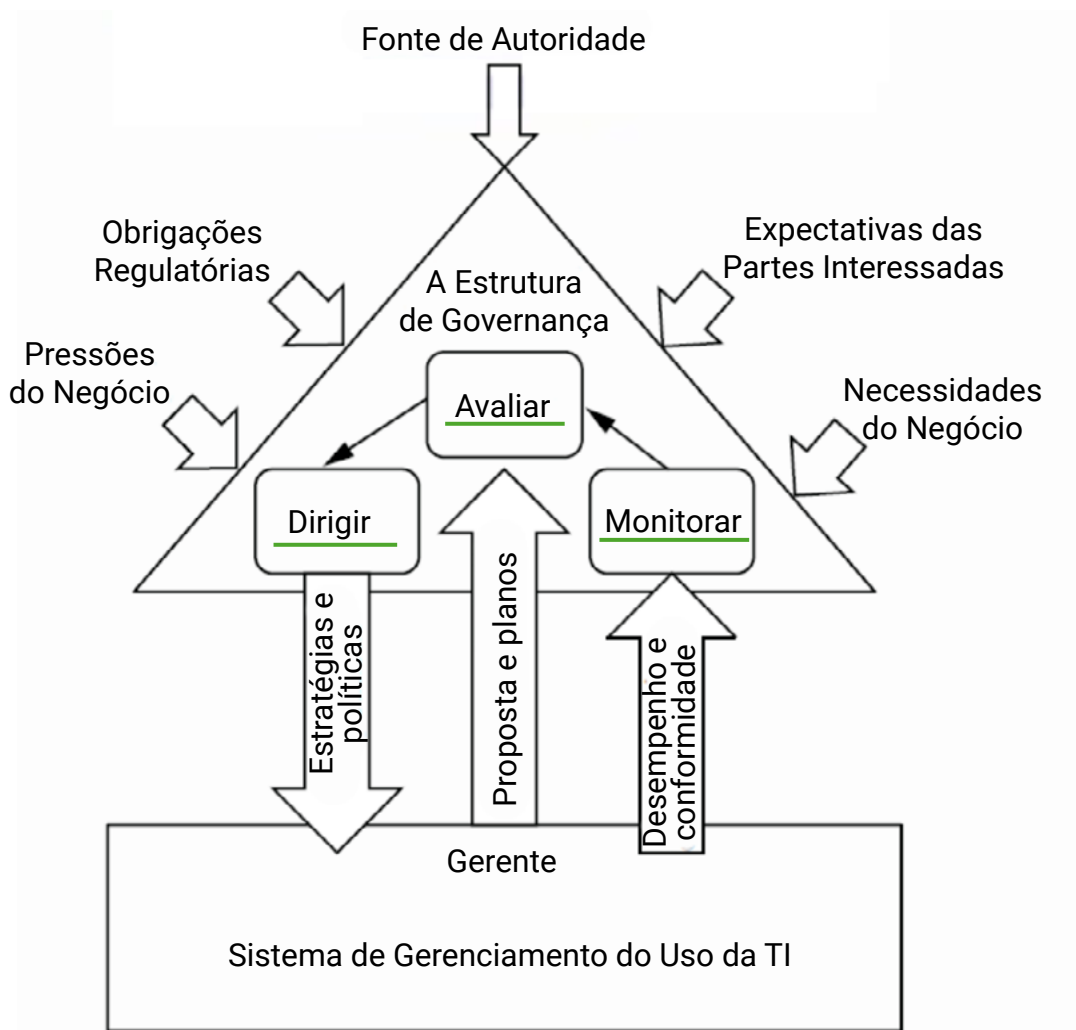 Fonte de Autoridade
Obrigações
Regulatórias
Expectativas das
Partes Interessadas
A Estrutura
de Governança
Pressões
do Negócio
Necessidades
do Negócio
Avaliar
Dirigir
Monitorar
Estratégias e
políticas
Proposta e planos
Desempenho e
conformidade
Gerente
Sistema de Gerenciamento do Uso da TI